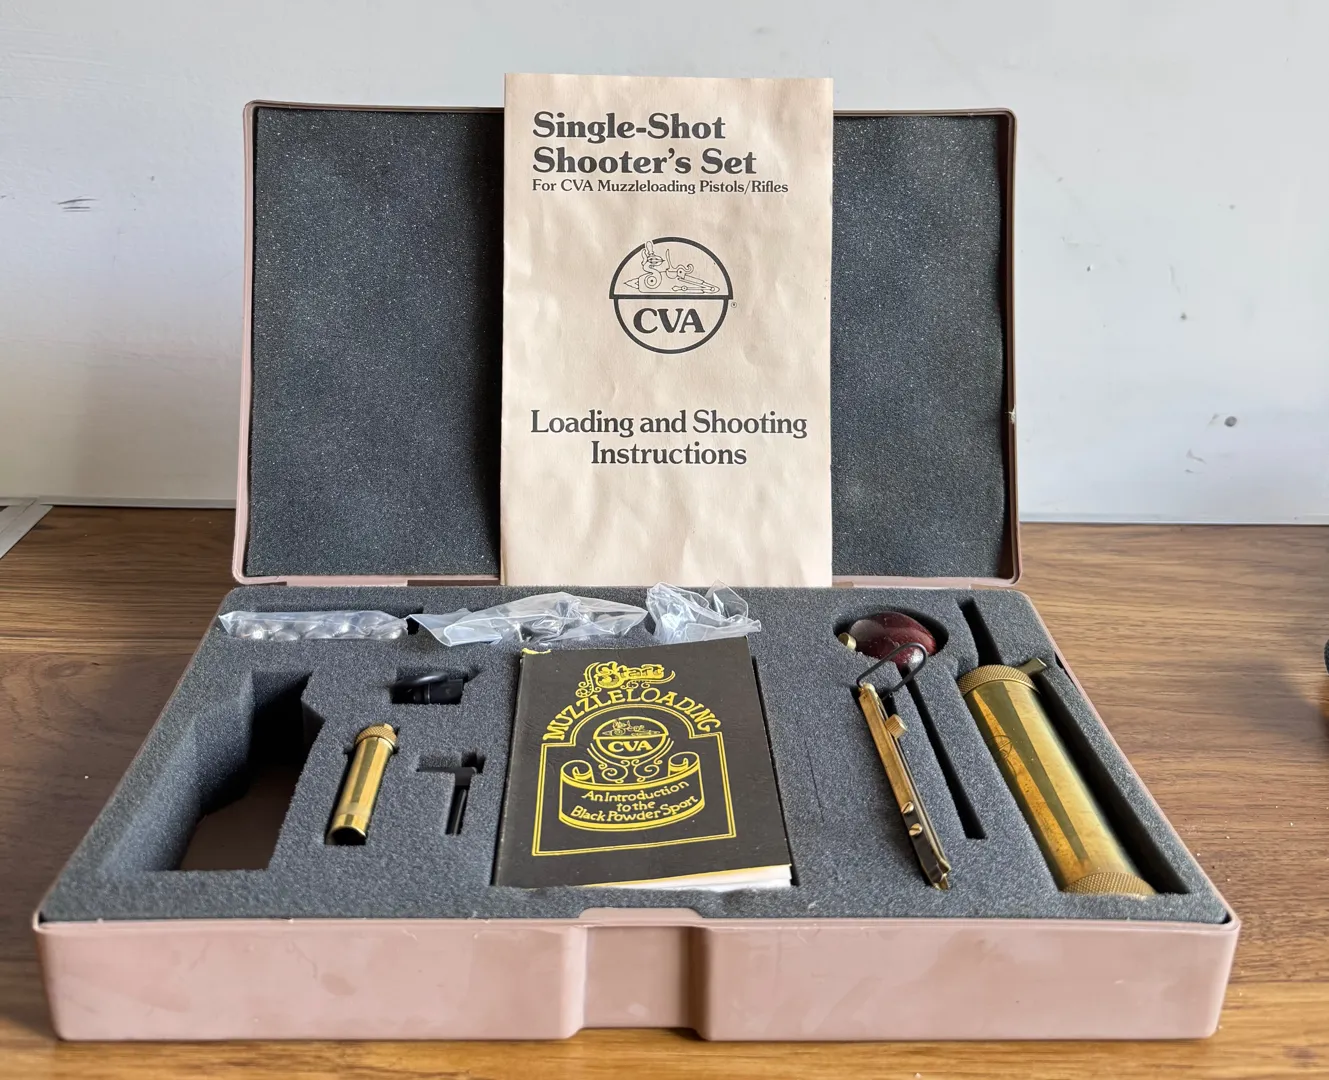 Single-Shot
Shooter's Set
For CVA Muzzleloading Pistols/Rifles
CVA
®
Loading and Shooting
Instructions
Start
MUZZLELOADING
CVA
An Introduction
to the
Black Powder Sport